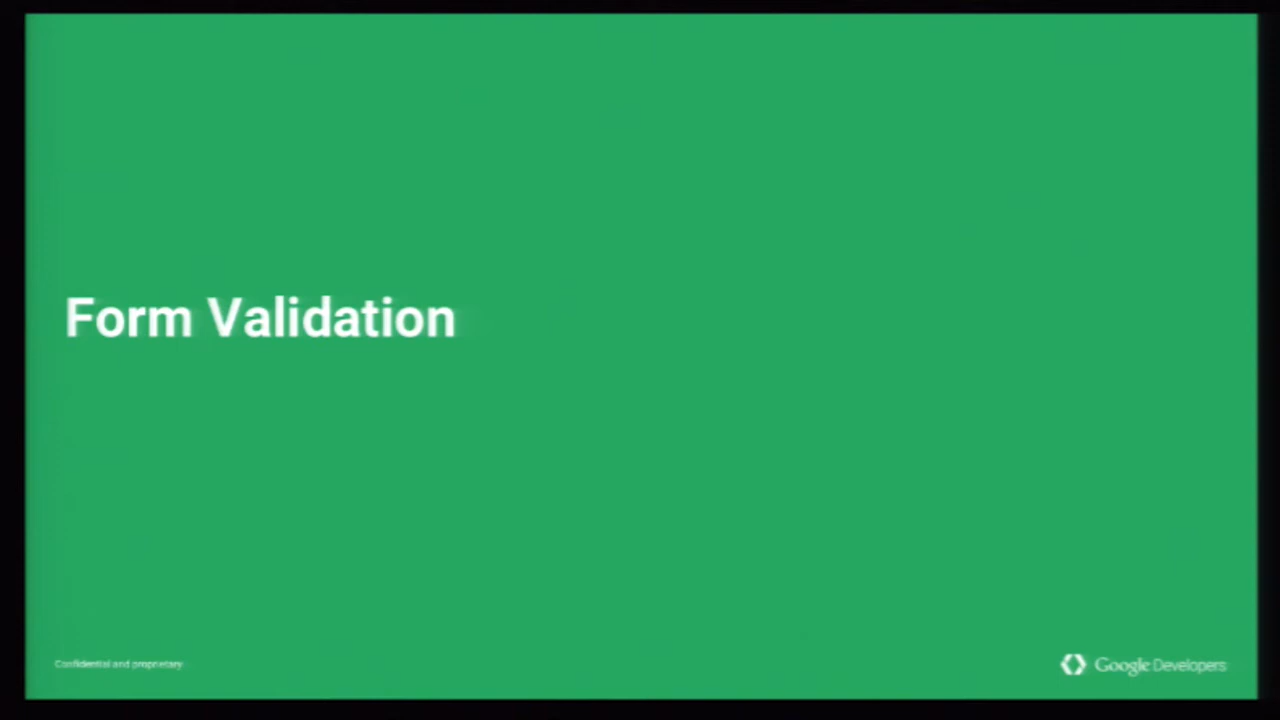 Form Validation
Confidential and proprietary
Google Developers